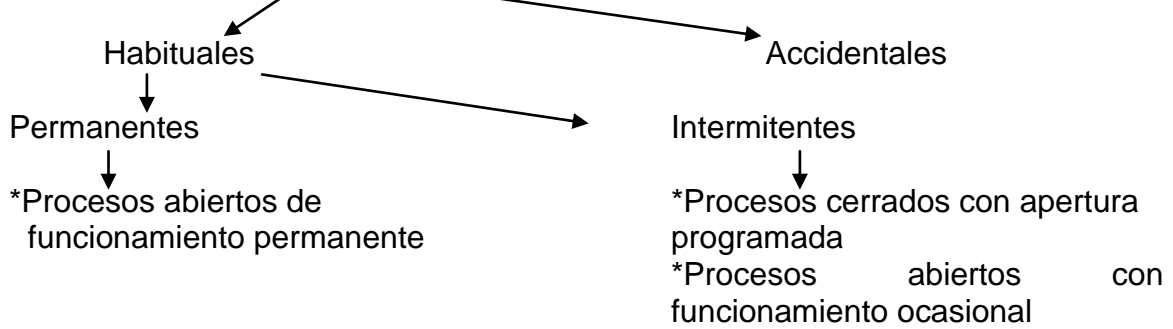 Habituales Accidentales
Permanentes Intermitentes
*Procesos abiertos de
funcionamiento permanente
*Procesos cerrados con apertura
programada
*Procesos abiertos con
funcionamiento ocasional